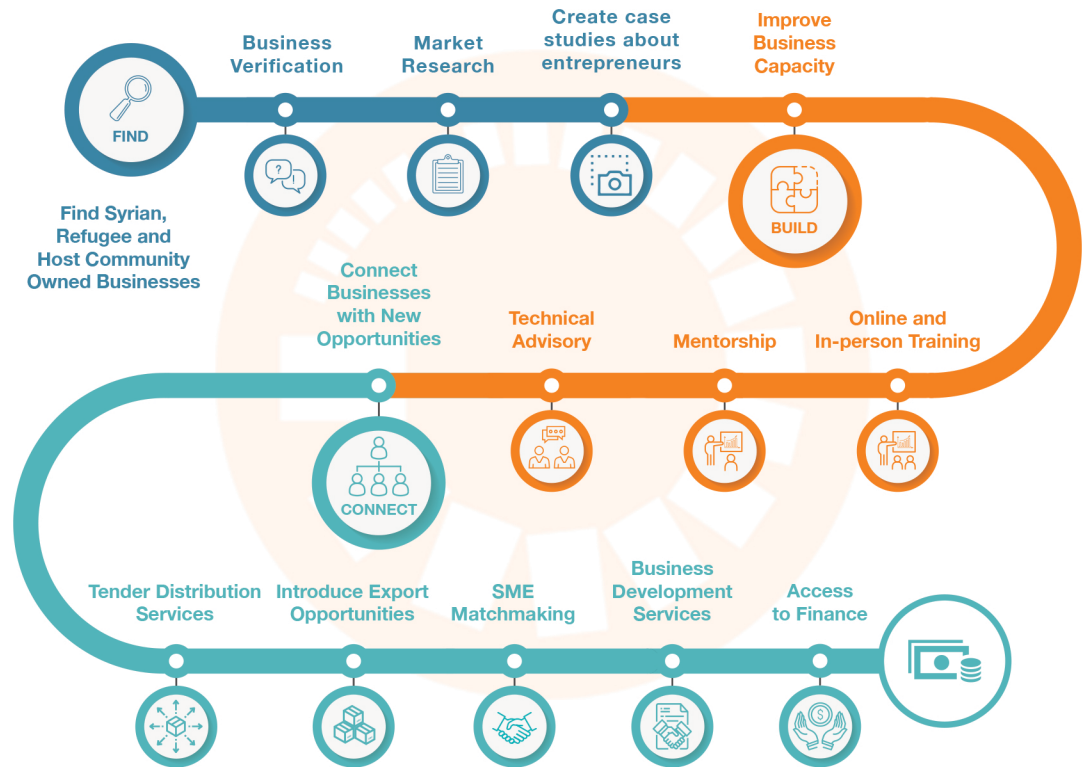 FIND
Find Syrian,
Refugee and
Host Community
Owned Businesses
Business
Verification
?
Market
Research
Create case
studies about
entrepreneurs
Improve
Business
Capacity
BUILD
Online and
In-person Training
Mentorship
Technical
Advisory
Connect
Businesses
with New
Opportunities
CONNECT
Tender Distribution
Services
Introduce Export
Opportunities
SME
Matchmaking
Business
Development
Services
Access
to Finance
$